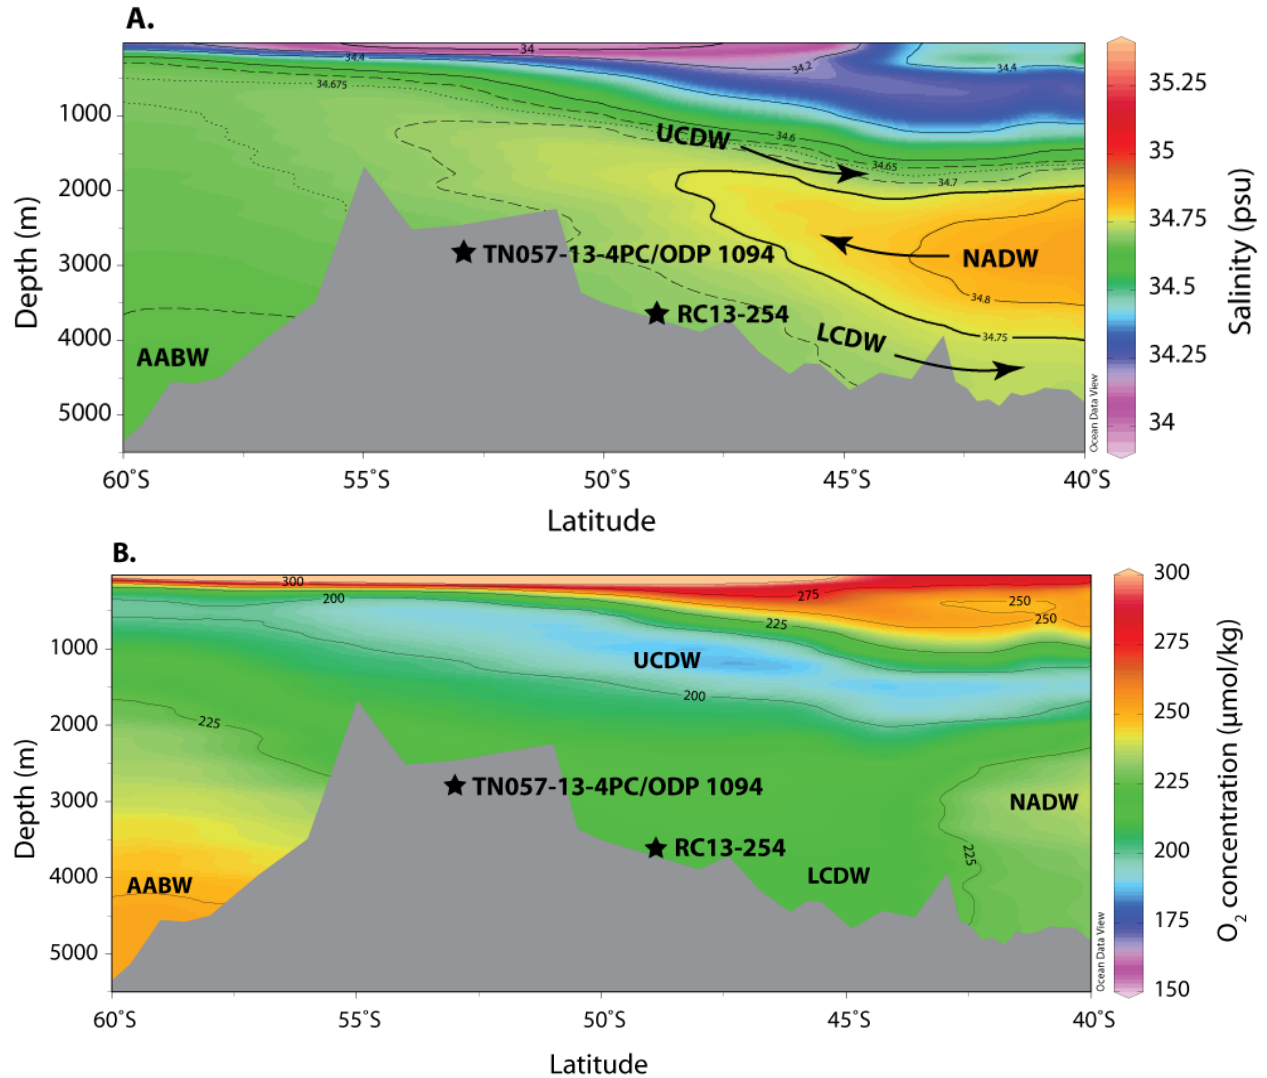 A.
34
34.4
34.2
34.4
34.675
1000
UCDW
34.6
34.65
34.7
2000
TN057-13-4PC/ODP 1094
NADW
3000
34.8
RC13-254
LCDW
34.75
4000
AABW
5000
Depth (m)
60°S
55°S
50°S
45°S
40°S
Latitude
Ocean Data View
35.25
35
34.75
34.5
34.25
34
Salinity (psu)
B.
300
275
250
250
200
225
1000
UCDW
200
225
2000
TN057-13-4PC/ODP 1094
NADW
3000
RC13-254
225
LCDW
4000
AABW
5000
Depth (m)
60°S
55°S
50°S
45°S
40°S
Latitude
Ocean Data View
300
275
250
225
200
175
150
O2 concentration (µmol/kg)